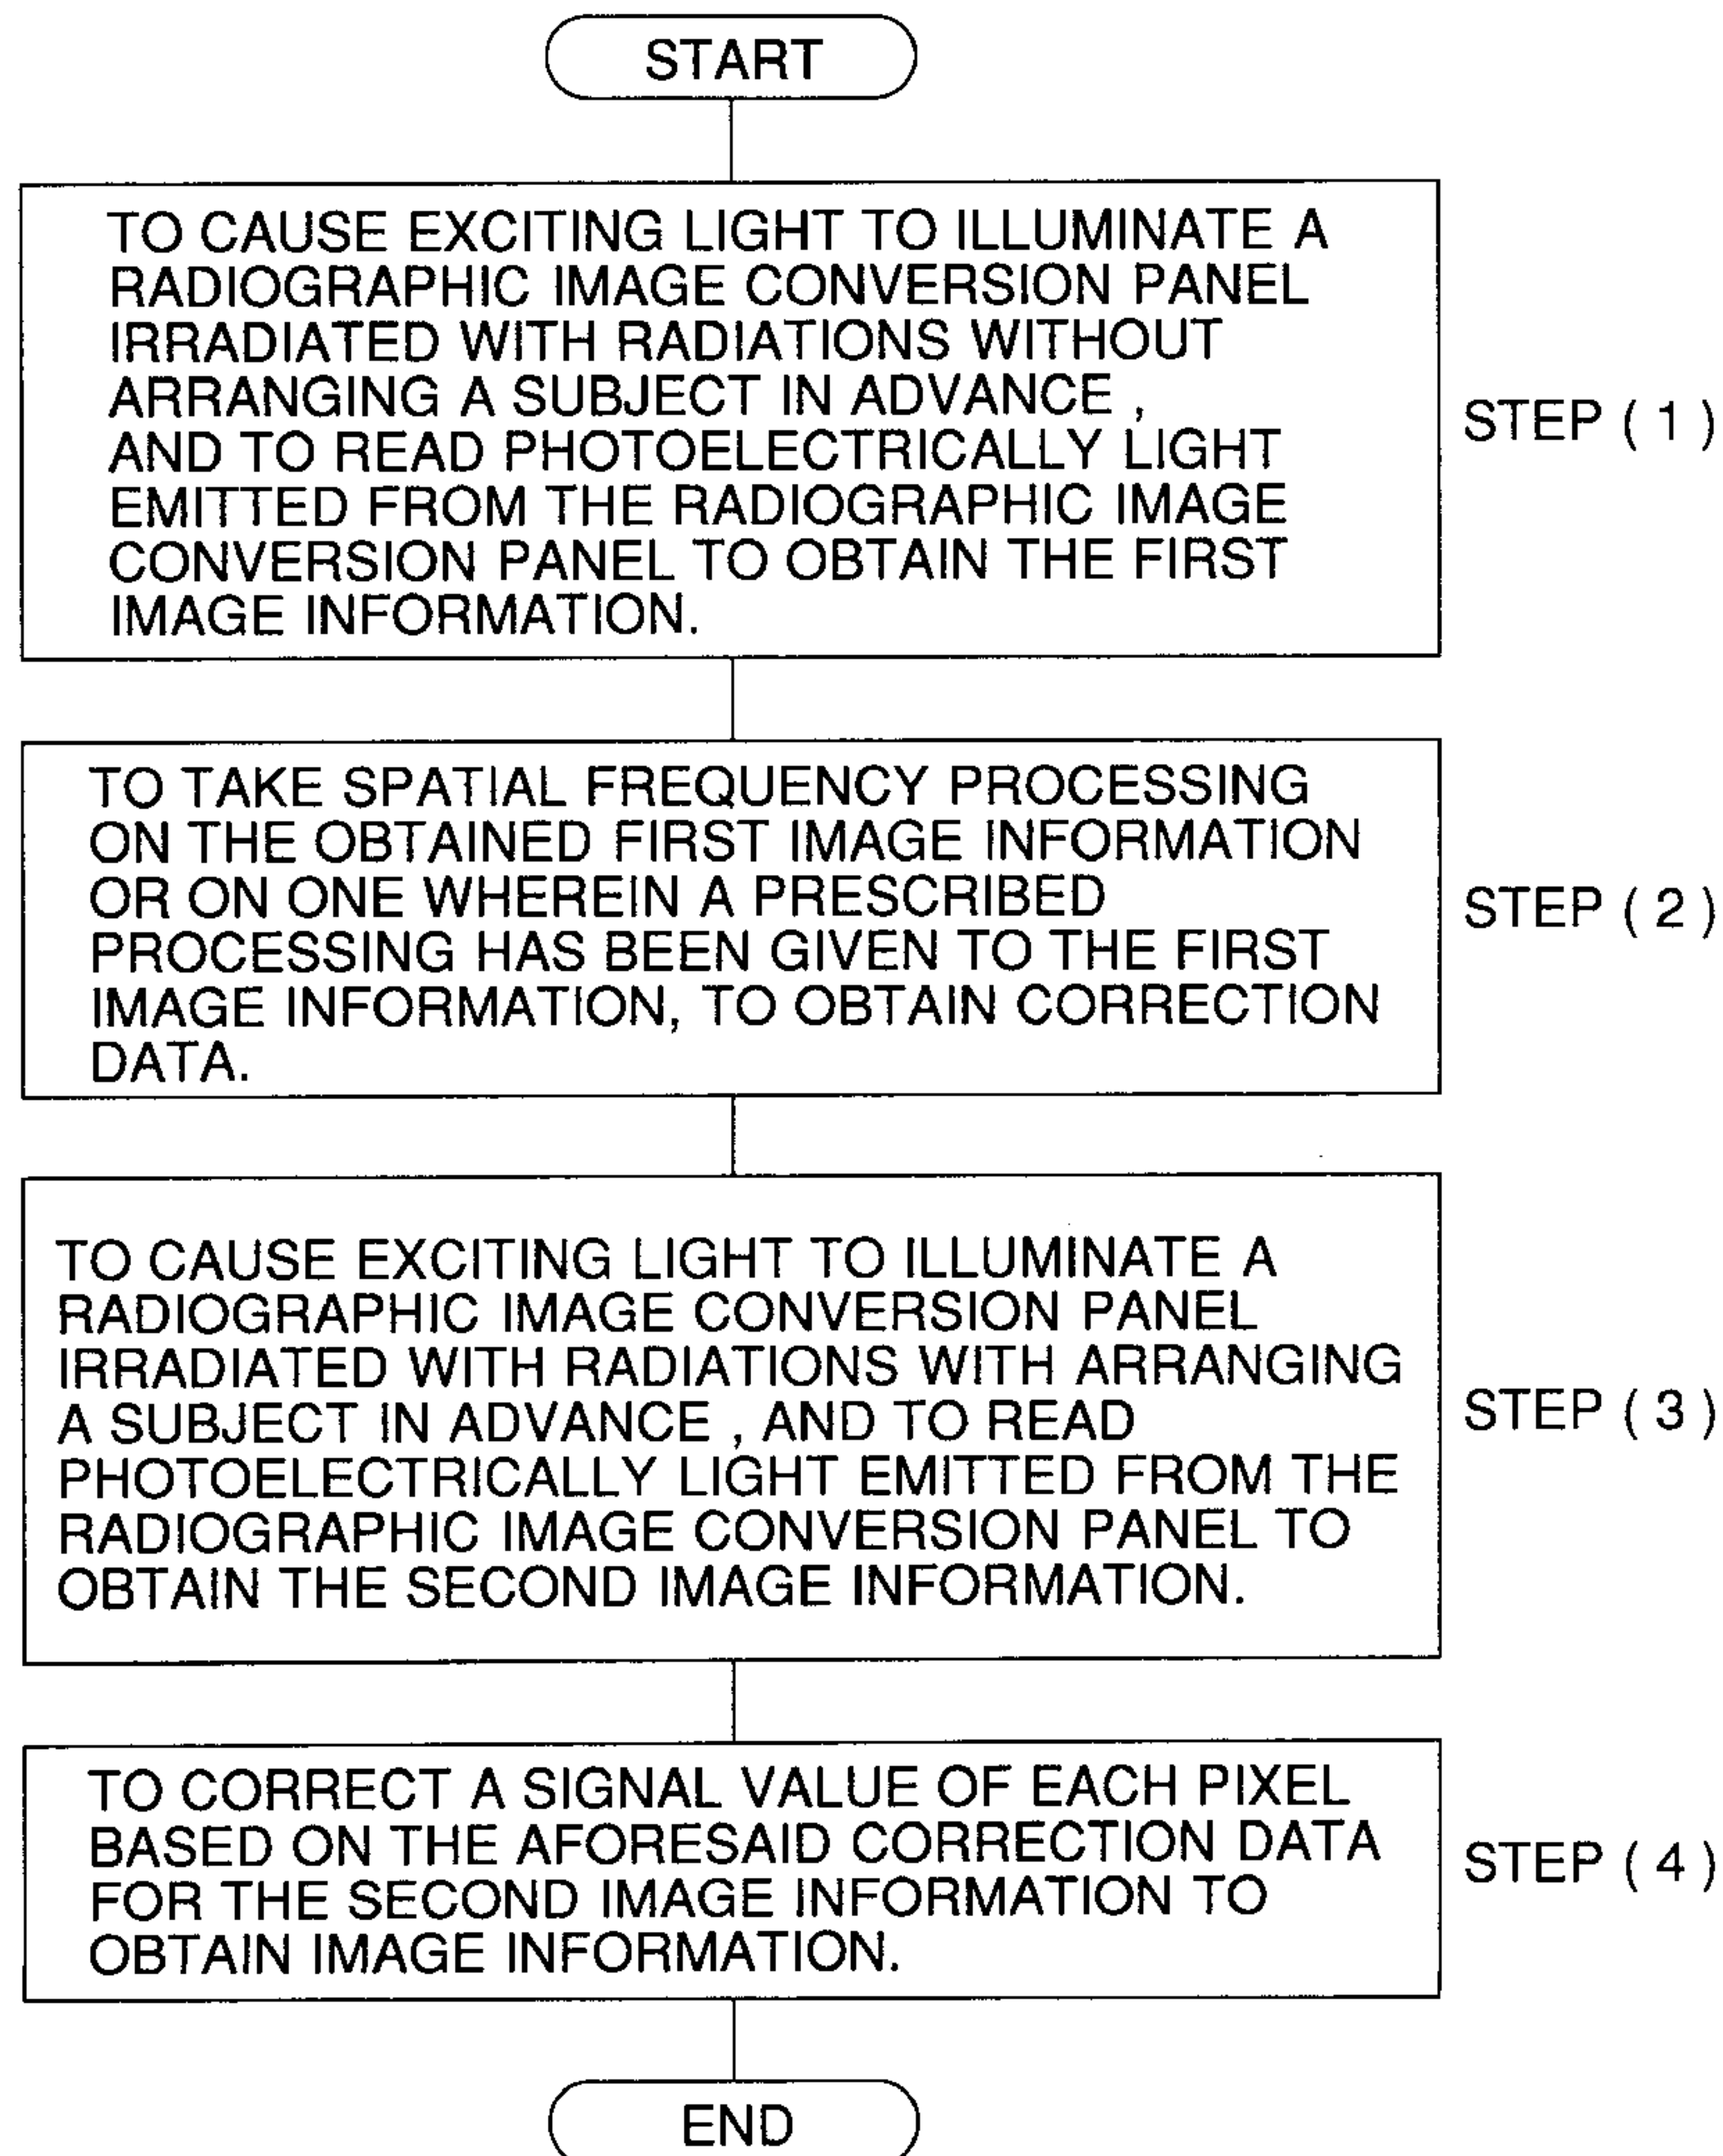 START
TO CAUSE EXCITING LIGHT TO ILLUMINATE A
RADIOGRAPHIC IMAGE CONVERSION PANEL
IRRADIATED WITH RADIATIONS WITHOUT
ARRANGING A SUBJECT IN ADVANCE ,
AND TO READ PHOTOELECTRICALLY LIGHT
EMITTED FROM THE RADIOGRAPHIC IMAGE
CONVERSION PANEL TO OBTAIN THE FIRST
IMAGE INFORMATION.
STEP ( 1 )
TO TAKE SPATIAL FREQUENCY PROCESSING
ON THE OBTAINED FIRST IMAGE INFORMATION
OR ON ONE WHEREIN A PRESCRIBED
PROCESSING HAS BEEN GIVEN TO THE FIRST
IMAGE INFORMATION, TO OBTAIN CORRECTION
DATA.
STEP ( 2 )
TO CAUSE EXCITING LIGHT TO ILLUMINATE A
RADIOGRAPHIC IMAGE CONVERSION PANEL
IRRADIATED WITH RADIATIONS WITH ARRANGING
A SUBJECT IN ADVANCE , AND TO READ
PHOTOELECTRICALLY LIGHT EMITTED FROM THE
RADIOGRAPHIC IMAGE CONVERSION PANEL TO
OBTAIN THE SECOND IMAGE INFORMATION.
STEP ( 3 )
TO CORRECT A SIGNAL VALUE OF EACH PIXEL
BASED ON THE AFORESAID CORRECTION DATA
FOR THE SECOND IMAGE INFORMATION TO
OBTAIN IMAGE INFORMATION.
STEP ( 4 )
END